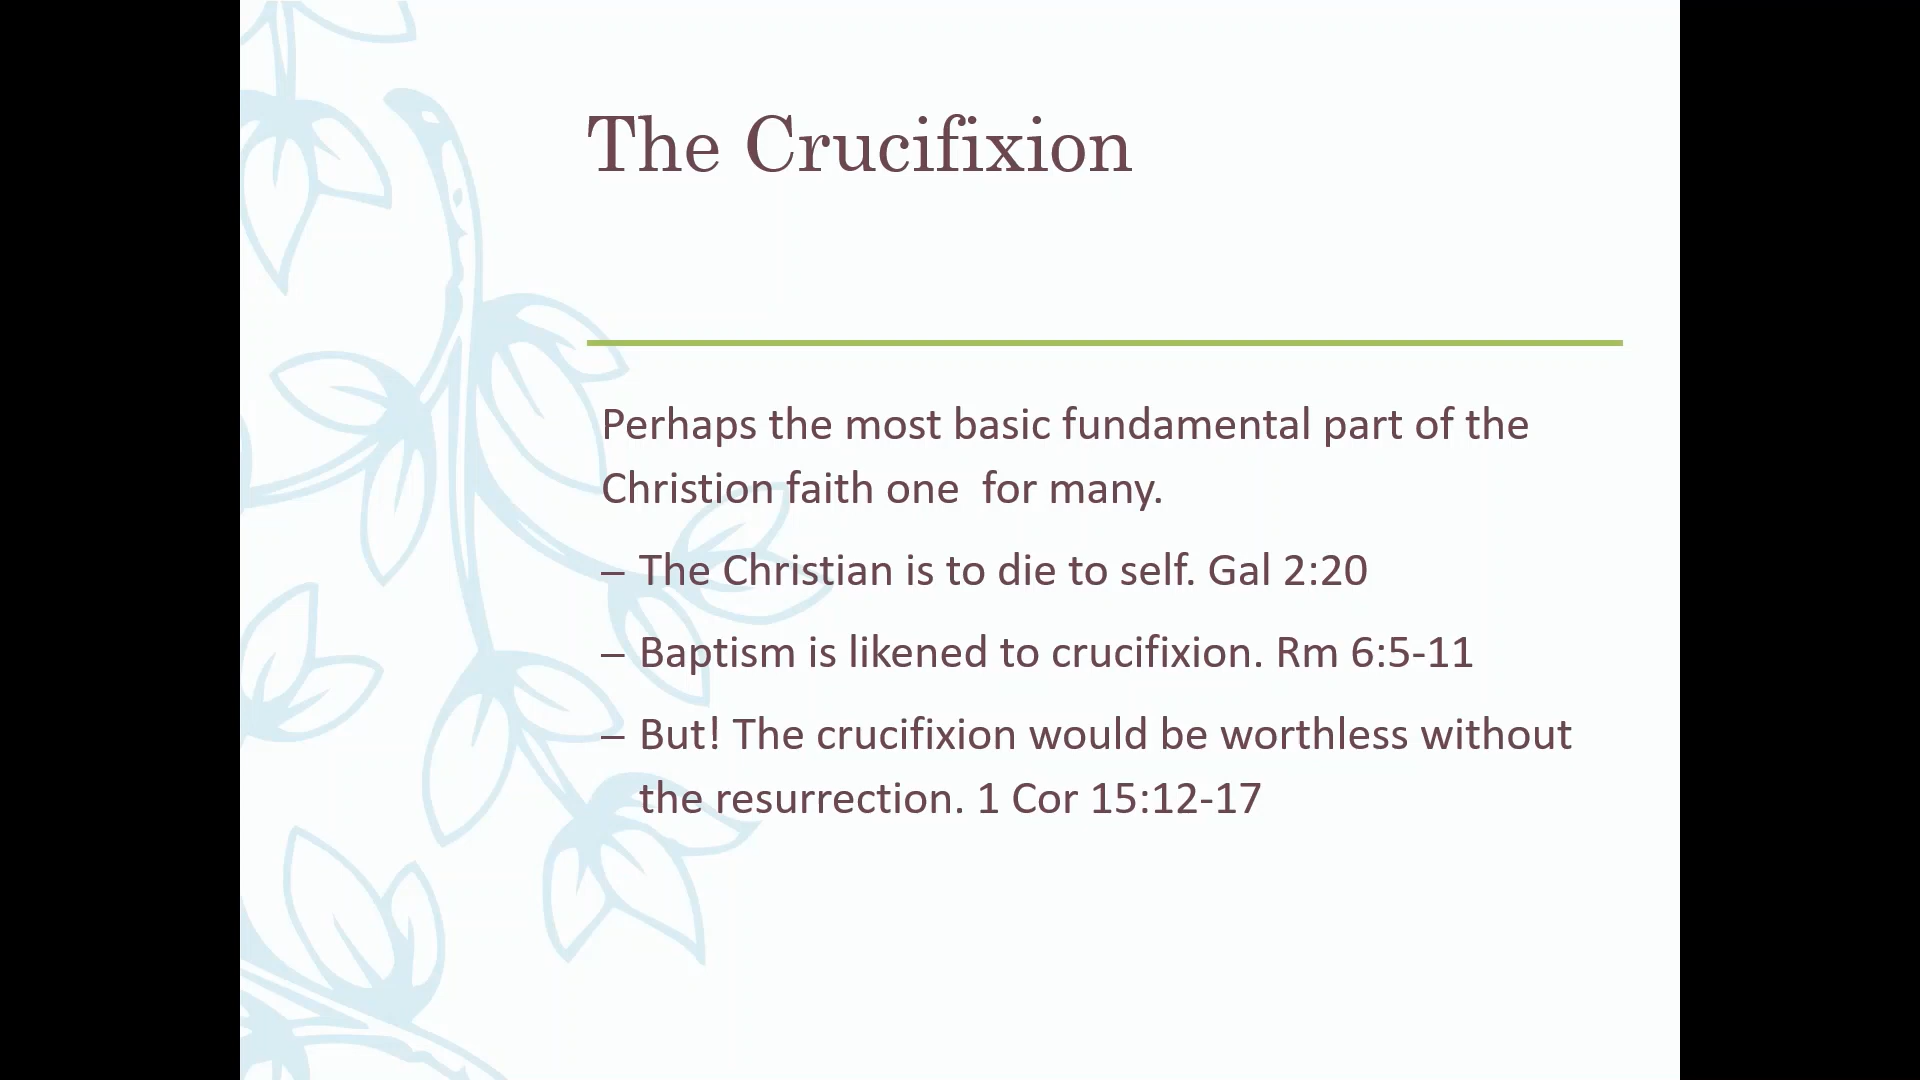 The Crucifixion
Perhaps the most basic fundamental part of the
Christion faith one  for many.
– The Christian is to die to self. Gal 2:20
– Baptism is likened to crucifixion. Rm 6:5-11
– But! The crucifixion would be worthless without
the resurrection. 1 Cor 15:12-17